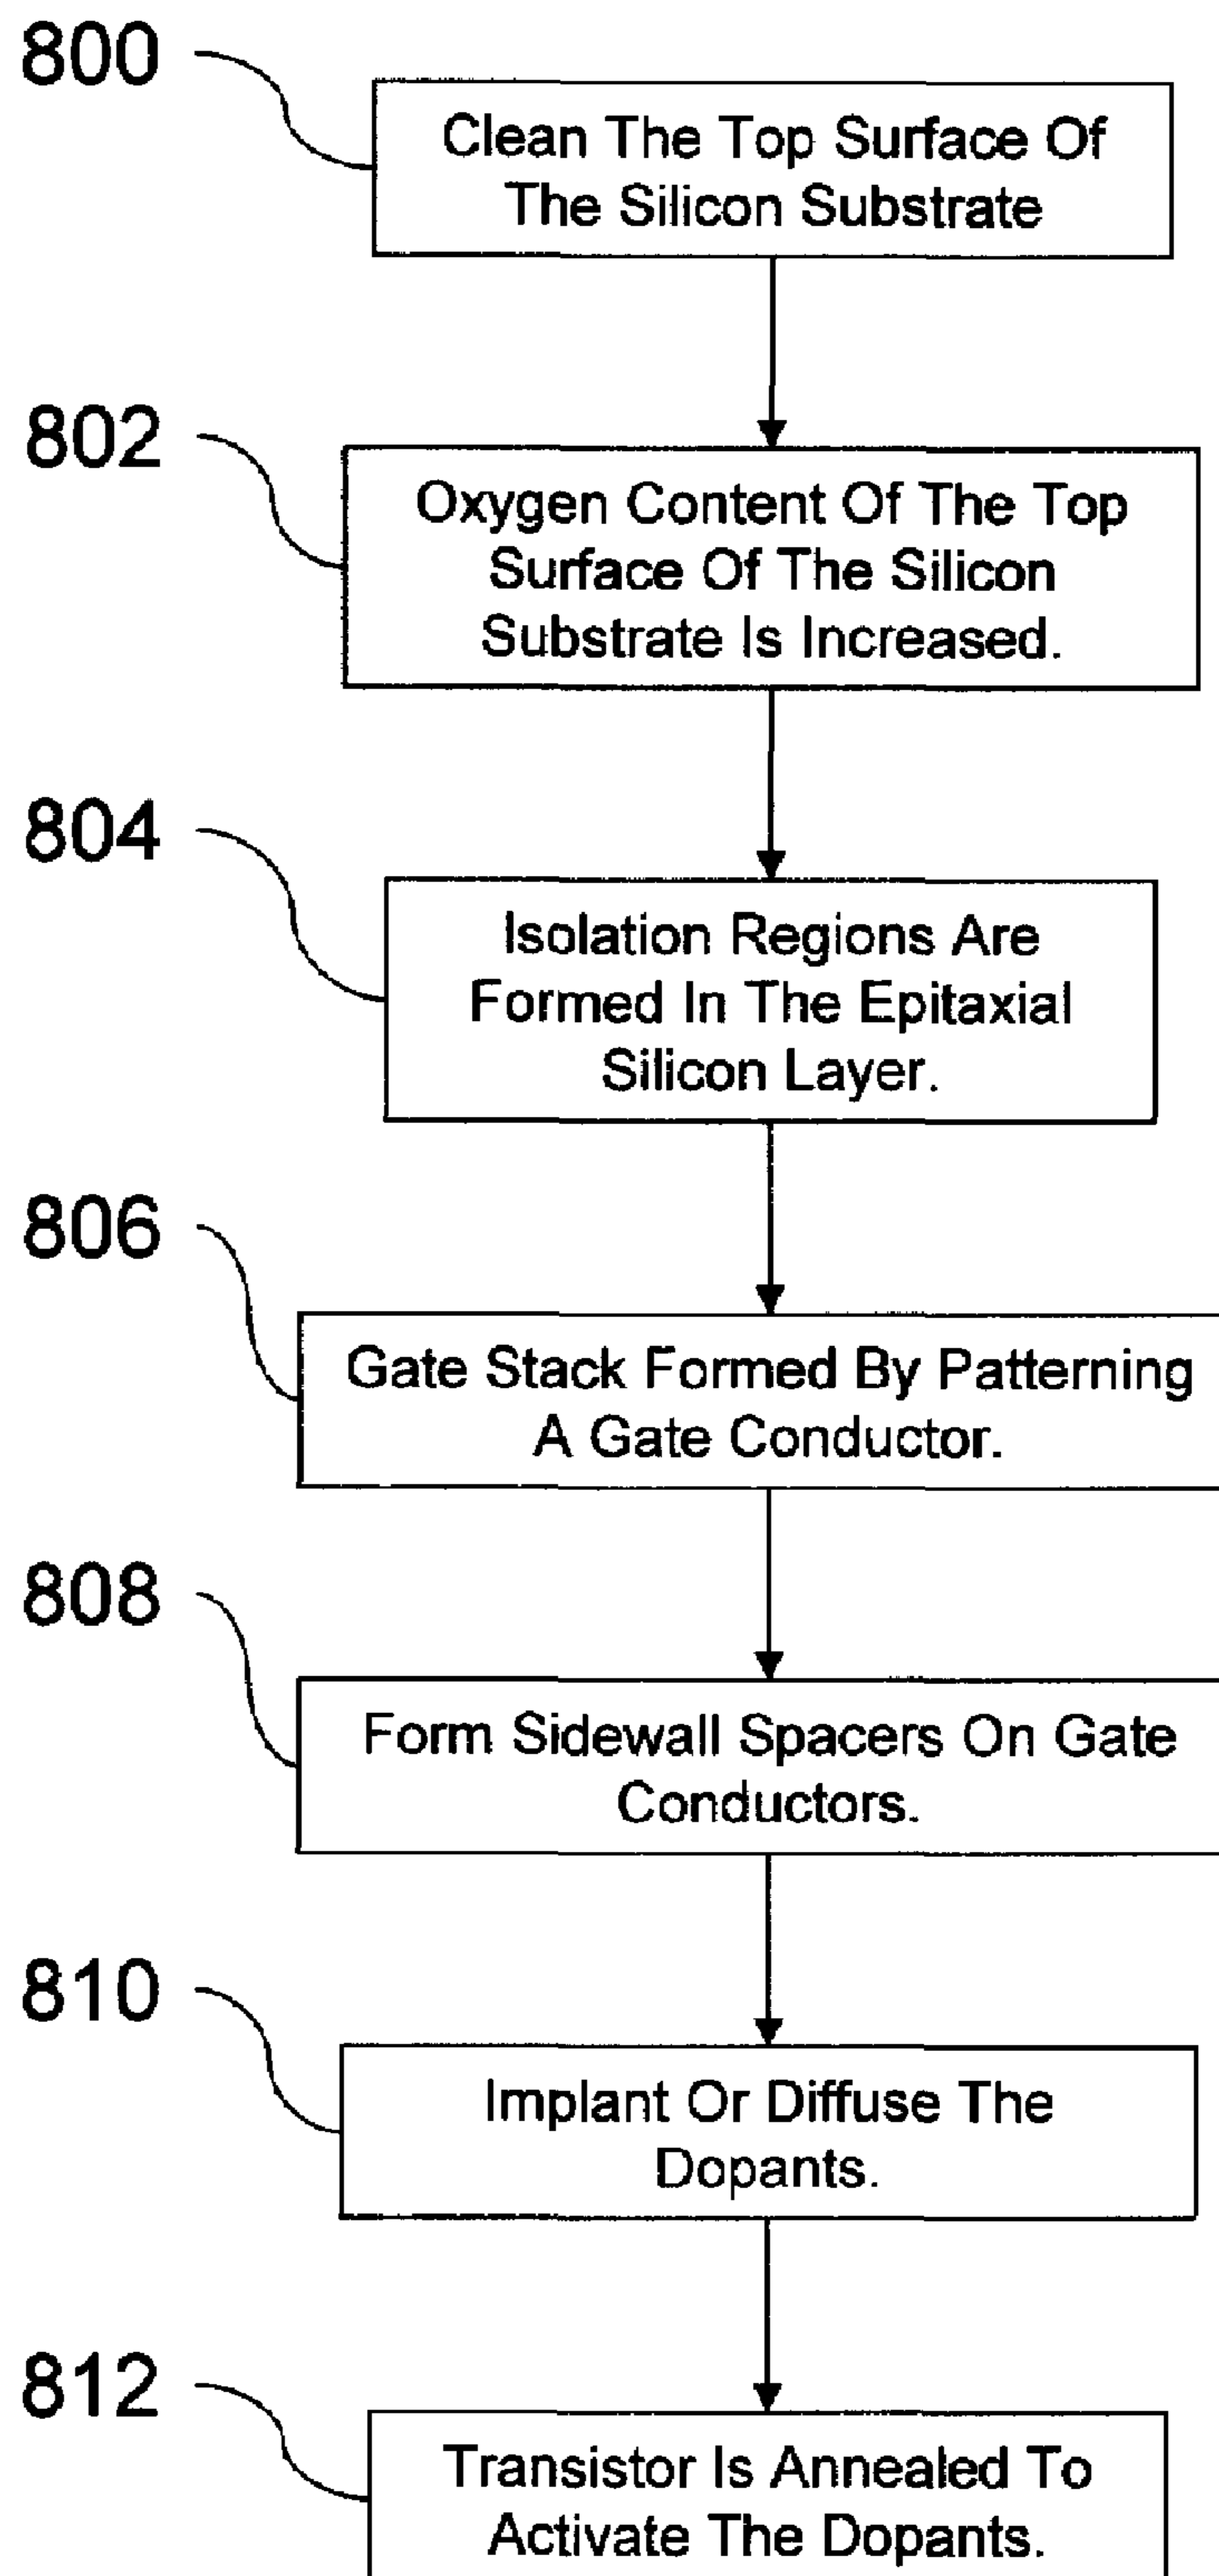 800
Clean The Top Surface Of
The Silicon Substrate
802
Oxygen Content Of The Top
Surface Of The Silicon
Substrate Is Increased.
804
Isolation Regions Are
Formed In The Epitaxial
Silicon Layer.
806
Gate Stack Formed By Patterning
A Gate Conductor.
808
Form Sidewall Spacers On Gate
Conductors.
810
Implant Or Diffuse The
Dopants.
812
Transistor Is Annealed To
Activate The Dopants.